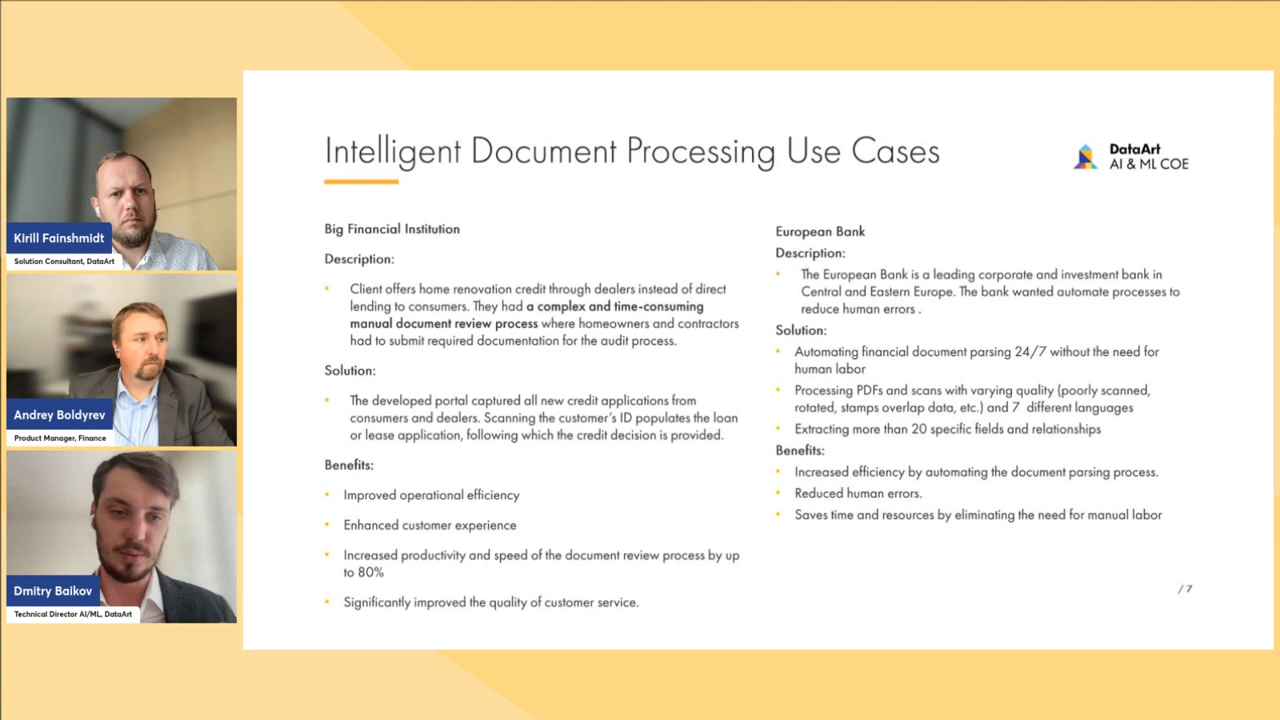 Kirill Fainshmidt
Solution Consultant, DataArt
Andrey Boldyrev
Product Manager, Finance
Dmitry Baikov
Technical Director AI/ML, DataArt
Intelligent Document Processing Use Cases
DataArt
AI & ML COE
Big Financial Institution
Description:
Client offers home renovation credit through dealers instead of direct
lending to consumers. They had a complex and time-consuming
manual document review process where homeowners and contractors
had to submit required documentation for the audit process.
Solution:
The developed portal captured all new credit applications from
consumers and dealers. Scanning the customer's ID populates the loan
or lease application, following which the credit decision is provided.
Benefits:
Improved operational efficiency
Enhanced customer experience
Increased productivity and speed of the document review process by up
to 80%
Significantly improved the quality of customer service.
European Bank
Description:
The European Bank is a leading corporate and investment bank in
Central and Eastern Europe. The bank wanted automate processes to
reduce human errors .
Solution:
Automating financial document parsing 24/7 without the need for
human labor
Processing PDFs and scans with varying quality (poorly scanned,
rotated, stamps overlap data, etc.) and 7 different languages
Extracting more than 20 specific fields and relationships
Benefits:
Increased efficiency by automating the document parsing process.
Reduced human errors.
Saves time and resources by eliminating the need for manual labor
/ 7